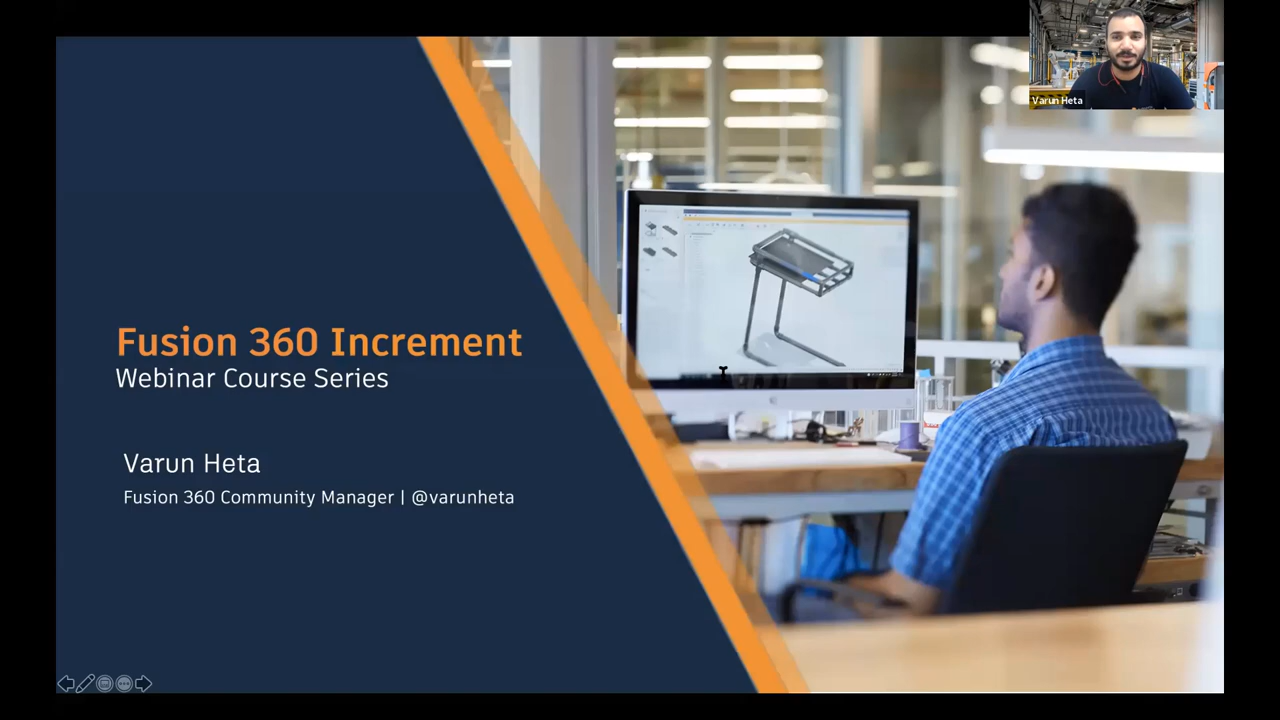 Varun Heta
Fusion 360 Increment
Webinar Course Series
Varun Heta
Fusion 360 Community Manager | @varunheta